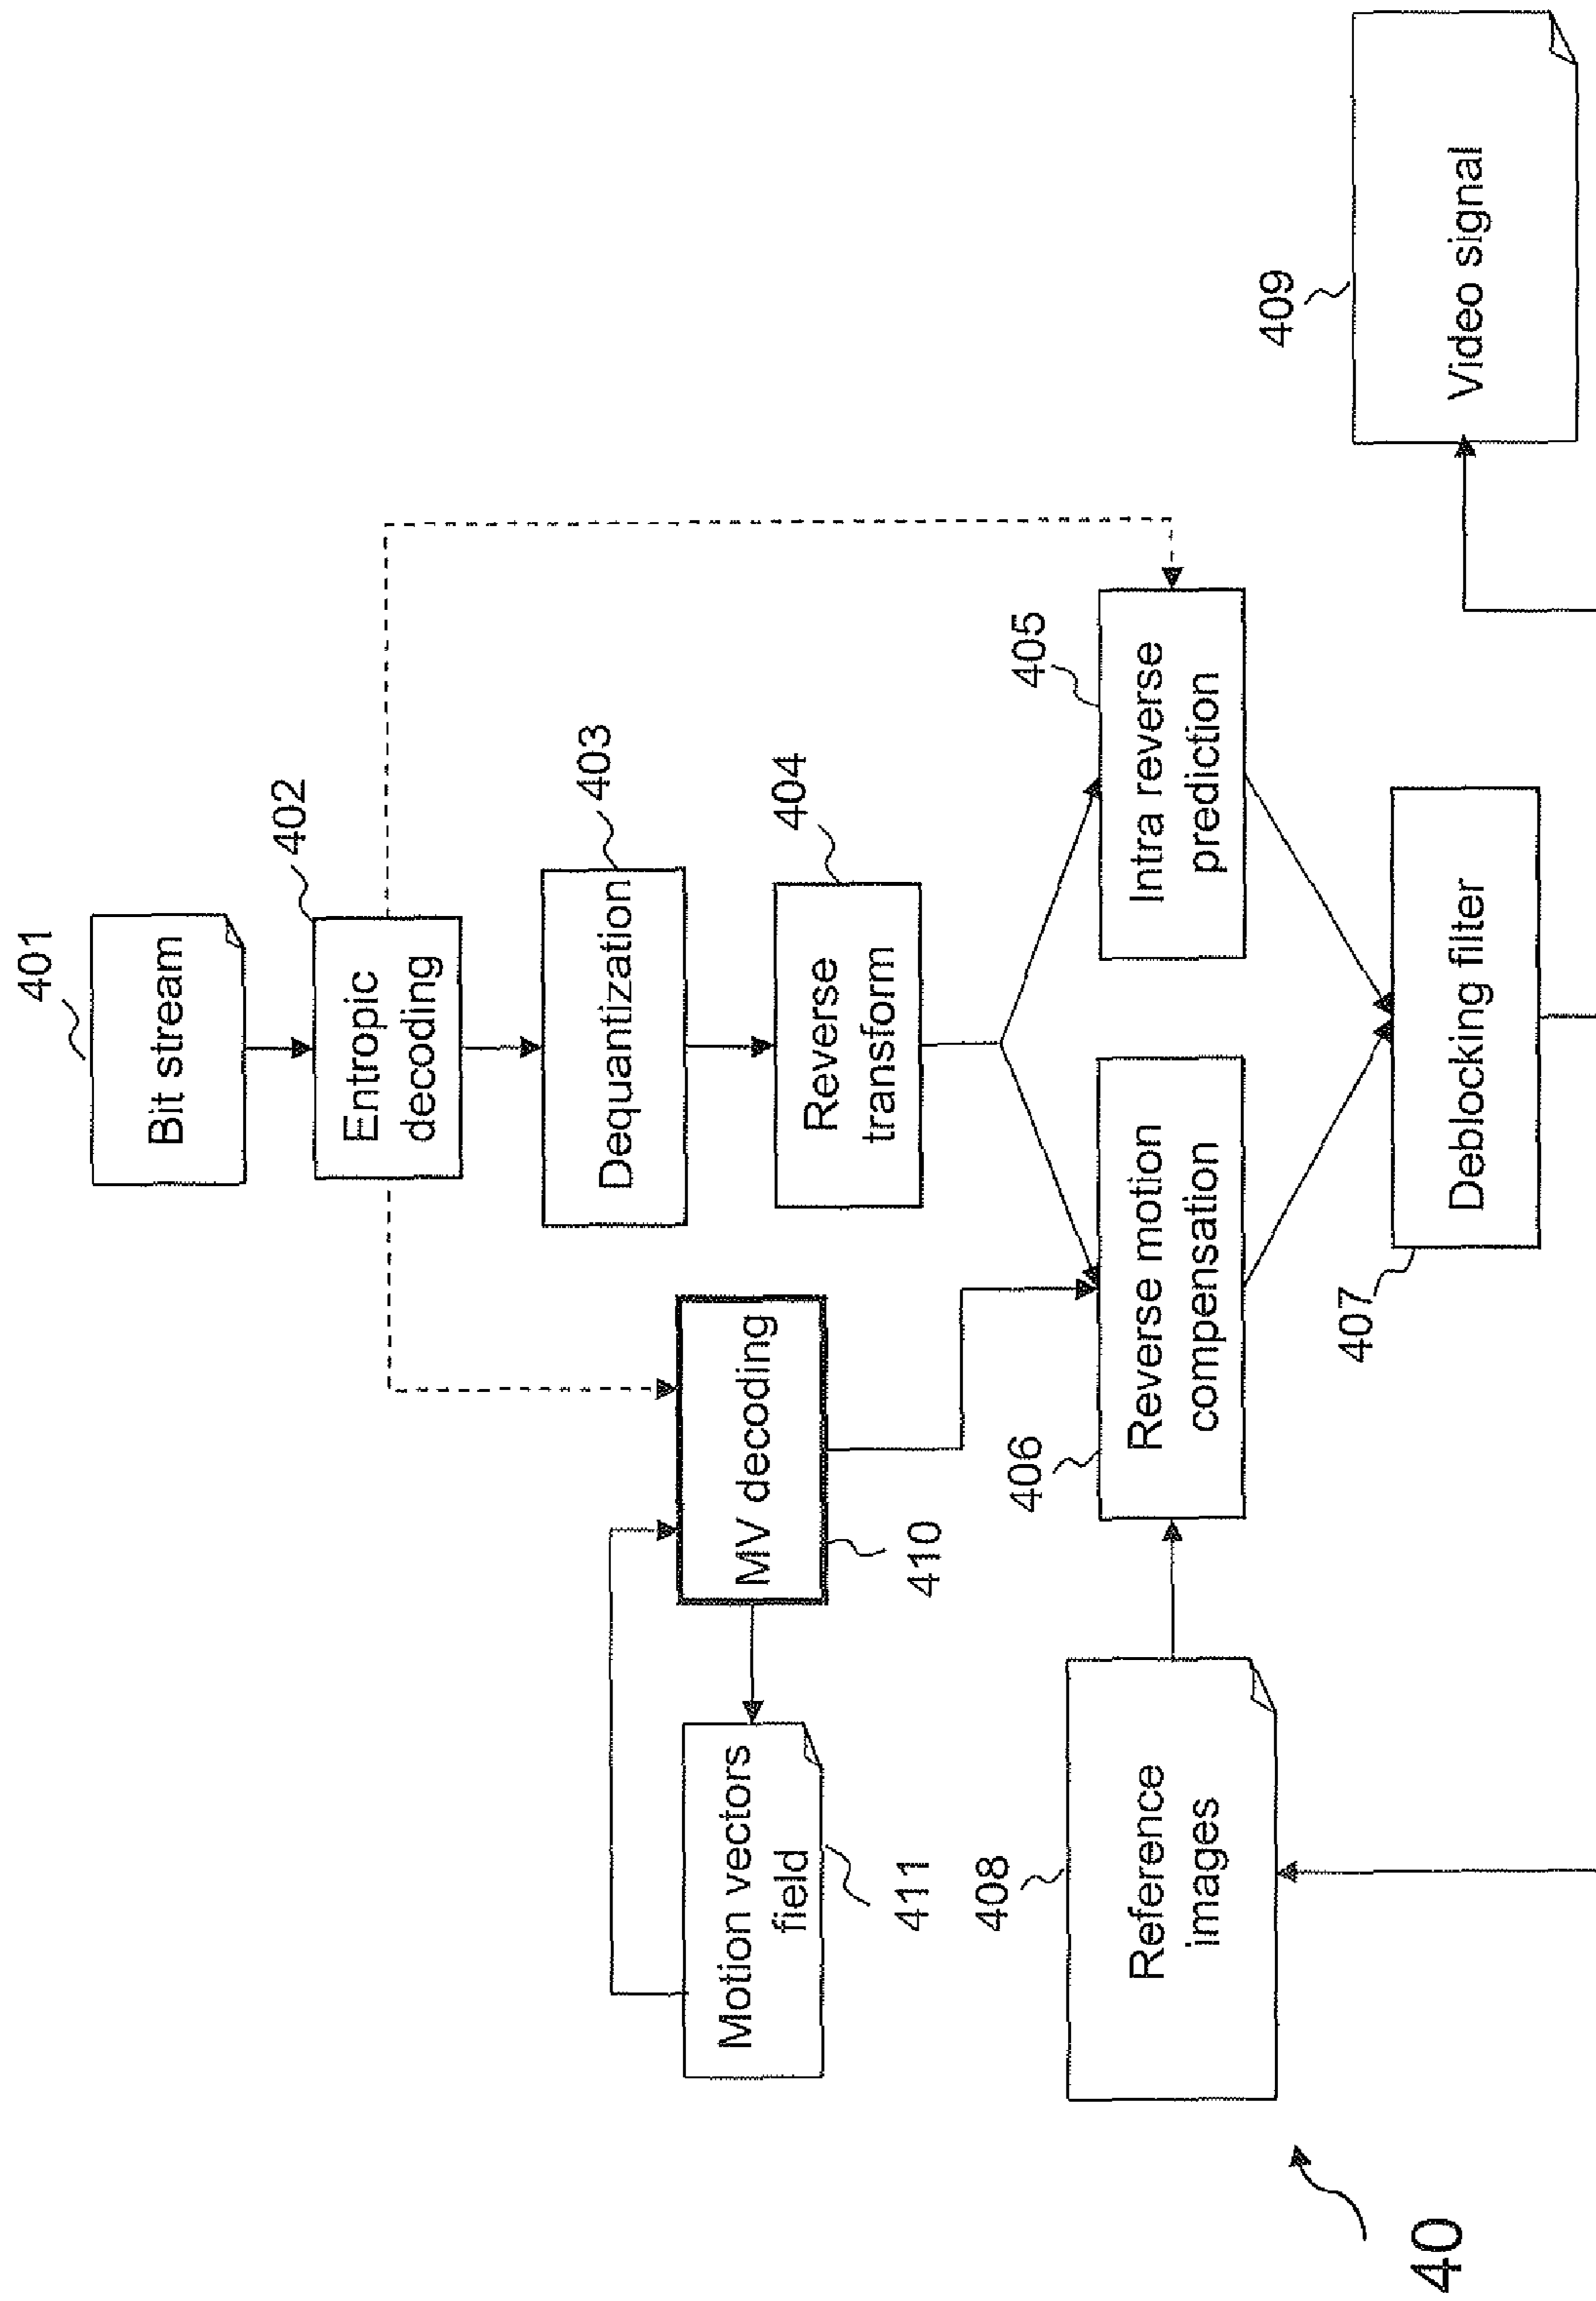 401
Bit stream
402
Entropic
decoding
403
Dequantization
404
Reverse
transform
405
Intra reverse
prediction
MV decoding
410
Motion vectors
field
411
406
Reverse motion
compensation
408
Reference
images
407
Deblocking filter
409
Video signal
40